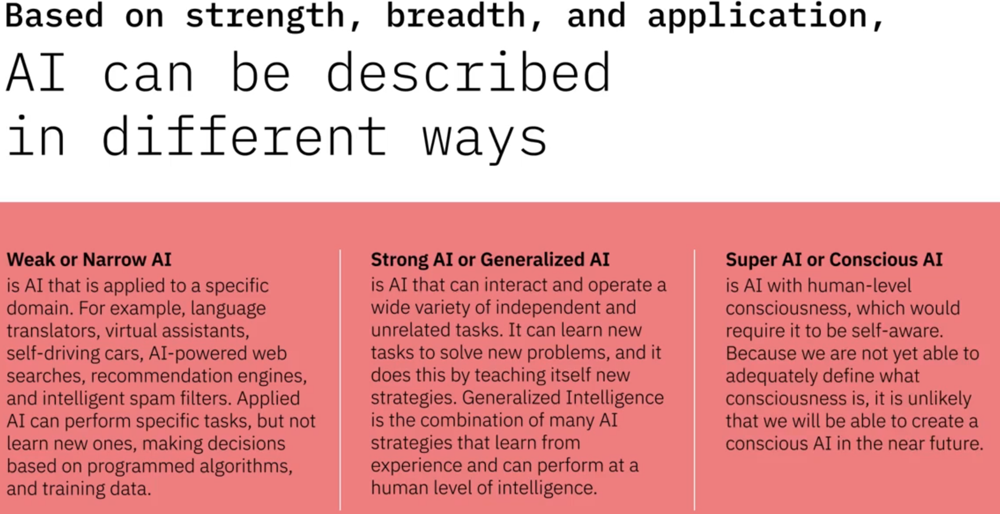 Based on strength, breadth, and application,
AI can be described
in different ways
Weak or Narrow AI
is AI that is applied to a specific
domain. For example, language
translators, virtual assistants,
self-driving cars, AI-powered web
searches, recommendation engines,
and intelligent spam filters. Applied
AI can perform specific tasks, but not
learn new ones, making decisions
based on programmed algorithms,
and training data.
Strong AI or Generalized AI
is AI that can interact and operate a
wide variety of independent and
unrelated tasks. It can learn new
tasks to solve new problems, and it
does this by teaching itself new
strategies. Generalized Intelligence
is the combination of many AI
strategies that learn from
experience and can perform at a
human level of intelligence.
Super AI or Conscious AI
is AI with human-level
consciousness, which would
require it to be self-aware.
Because we are not yet able to
adequately define what
consciousness is, it is unlikely
that we will be able to create a
conscious AI in the near future.